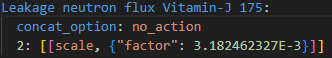 Leakage neutron flux Vitamin-J 175:
concat_option: no_action
2: [[scale, {"factor": 3.182462327E-3}]]